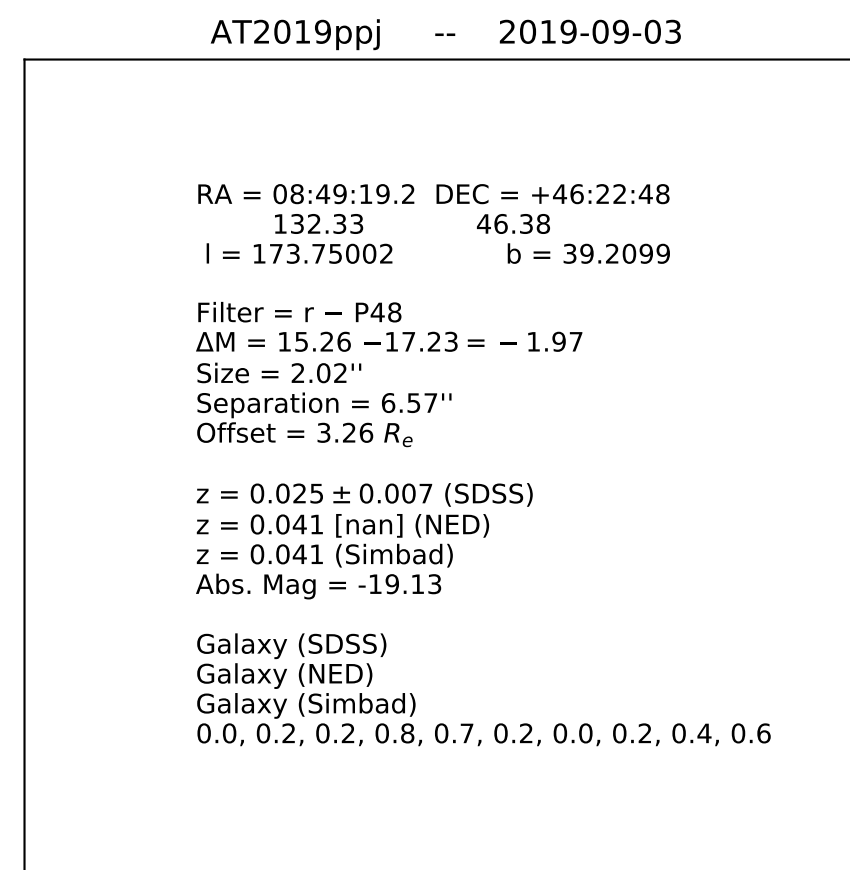 AT2019ppj -- 2019-09-03
RA = 08:49:19.2 DEC = +46:22:48
132.33 46.38
l = 173.75002 b = 39.2099
Filter = r − P48
ΔM = 15.26 −17.23 = − 1.97
Size = 2.02''
Separation = 6.57''
Offset = 3.26 Rₑ
z = 0.025 ± 0.007 (SDSS)
z = 0.041 [nan] (NED)
z = 0.041 (Simbad)
Abs. Mag = -19.13
Galaxy (SDSS)
Galaxy (NED)
Galaxy (Simbad)
0.0, 0.2, 0.2, 0.8, 0.7, 0.2, 0.0, 0.2, 0.4, 0.6